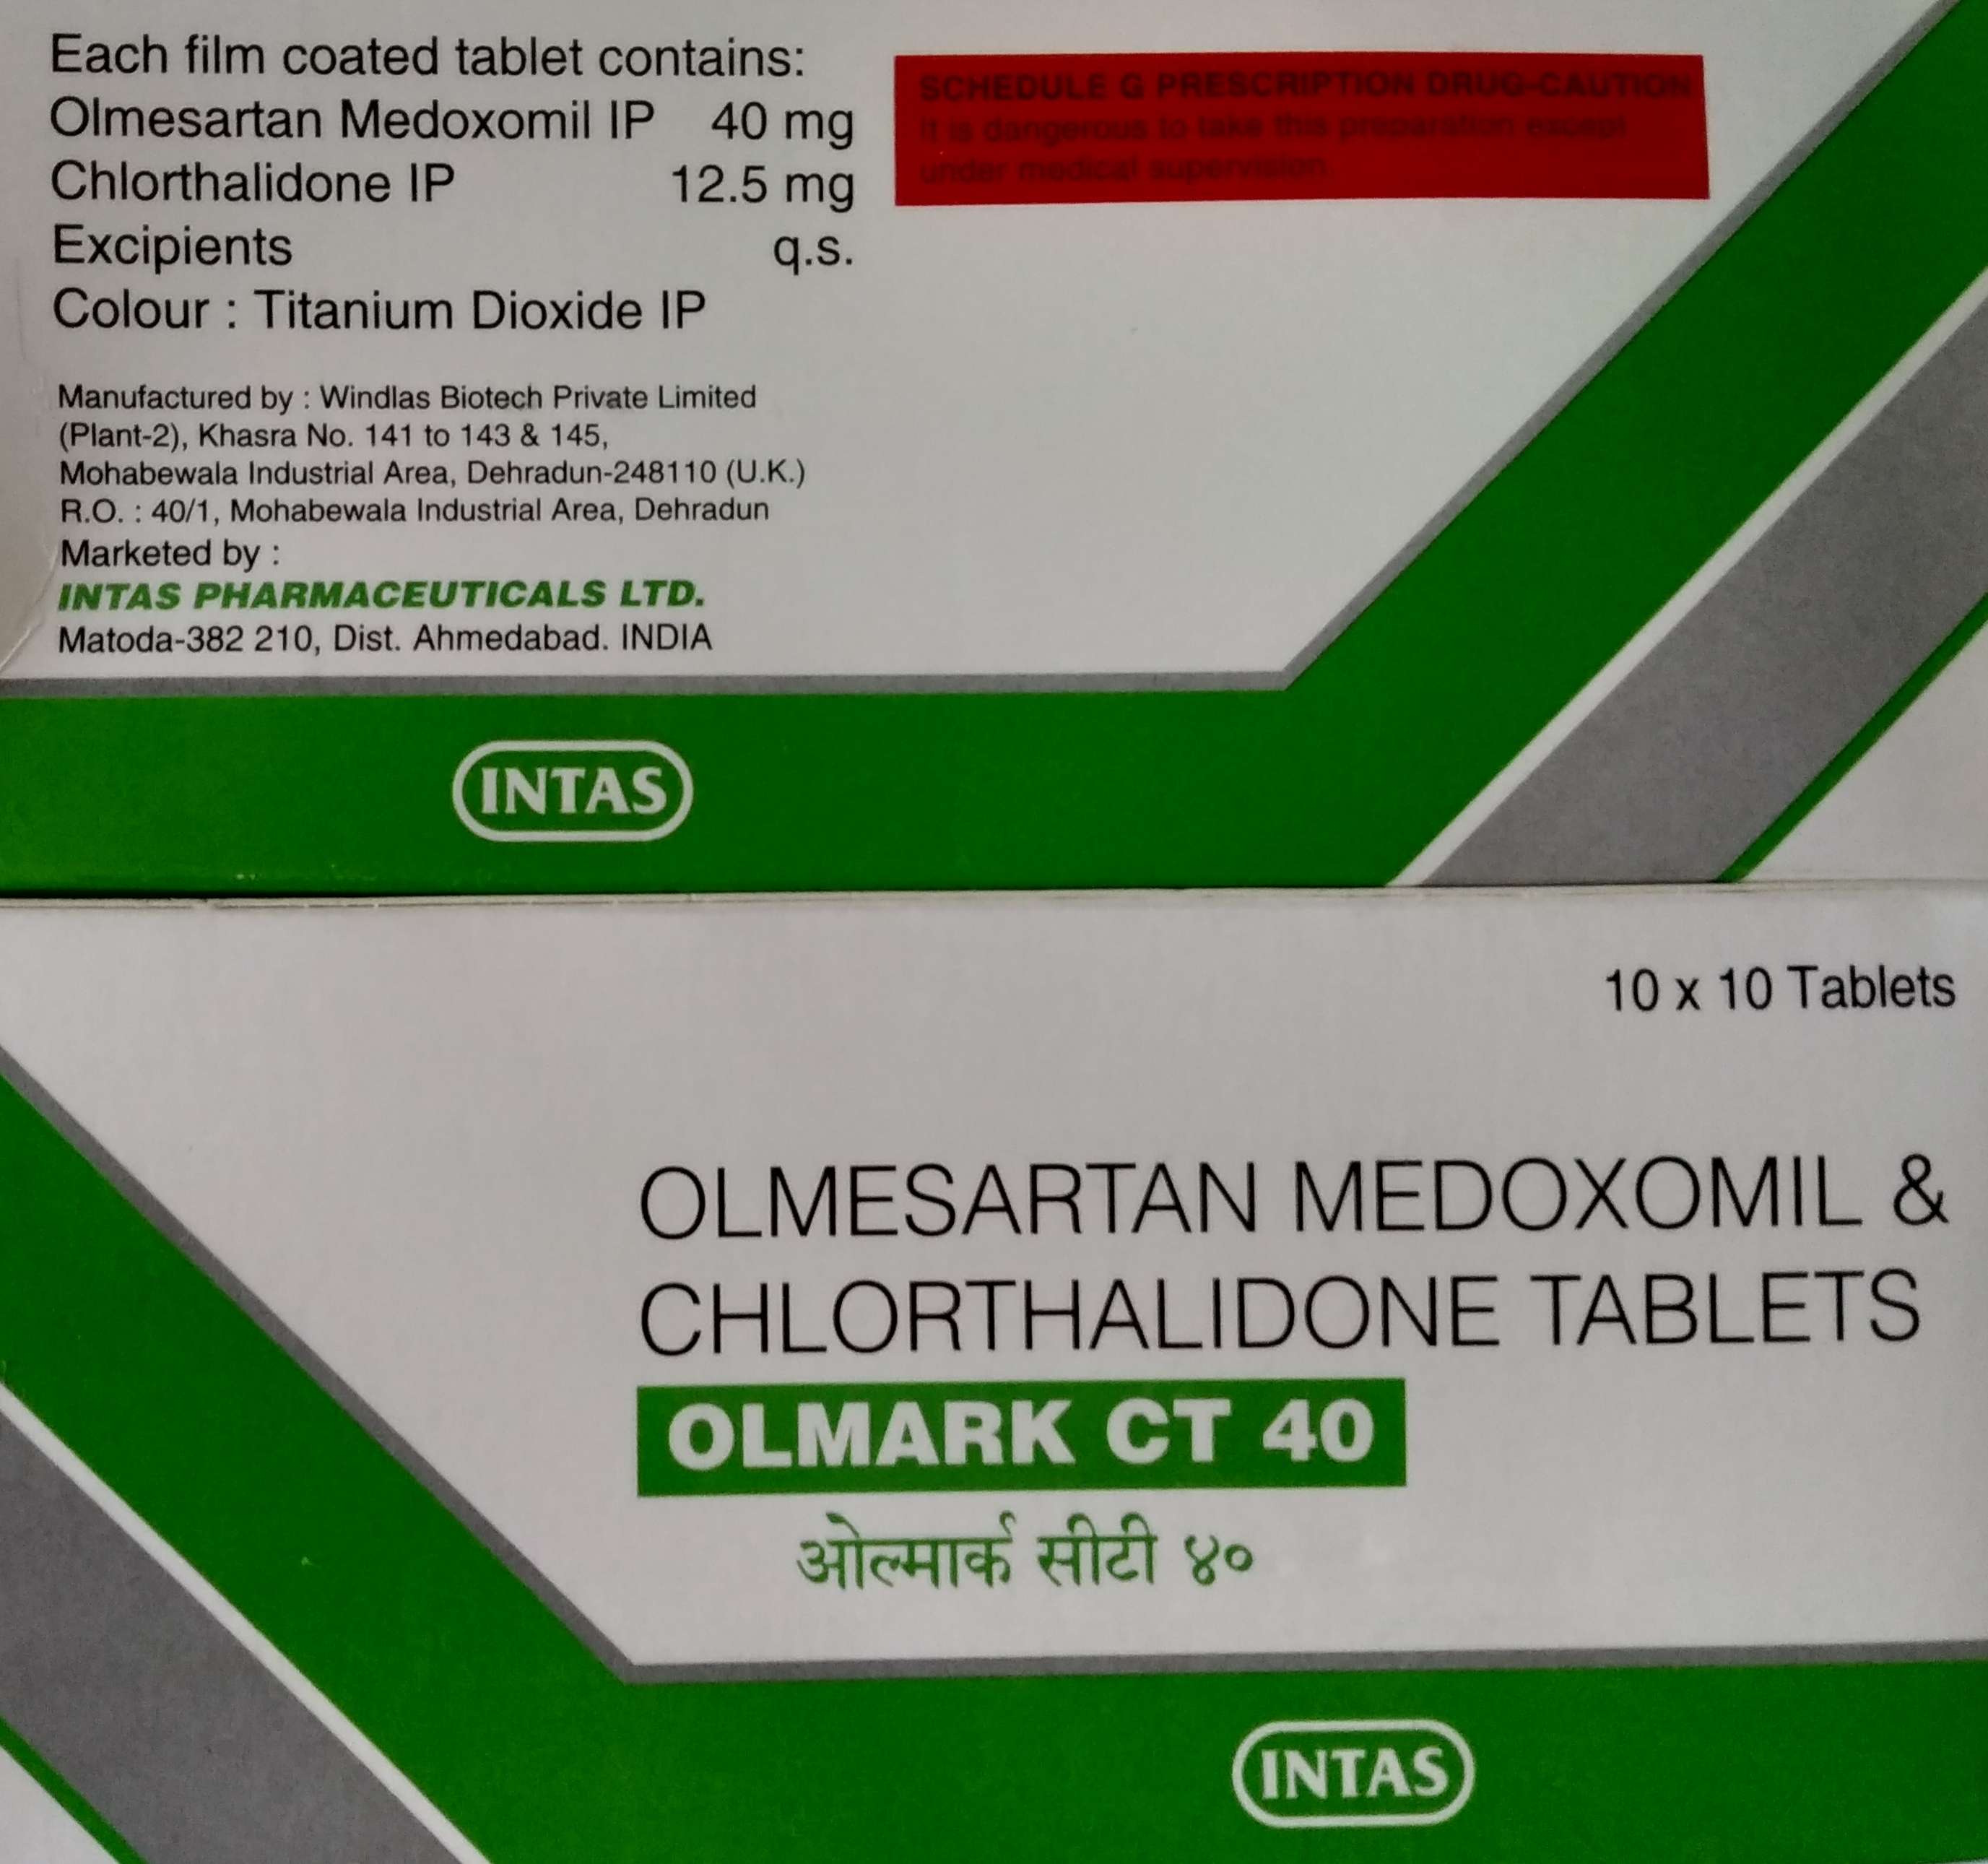 Each film coated tablet contains:
Olmesartan Medoxomil IP 40 mg
Chlorthalidone IP 12.5 mg
Excipients q.s.
Colour : Titanium Dioxide IP
SCHEDULE G PRESCRIPTION DRUG-CAUTION
It is dangerous to take this preparation except
under medical supervision.
Manufactured by : Windlas Biotech Private Limited
(Plant-2), Khasra No. 141 to 143 & 145,
Mohabewala Industrial Area, Dehradun-248110 (U.K.)
R.O. : 40/1, Mohabewala Industrial Area, Dehradun
Marketed by :
INTAS PHARMACEUTICALS LTD.
Matoda-382 210, Dist. Ahmedabad. INDIA
INTAS
10 x 10 Tablets
OLMESARTAN MEDOXOMIL &
CHLORTHALIDONE TABLETS
OLMARK CT 40
ओल्मार्क सीटी ४०
INTAS